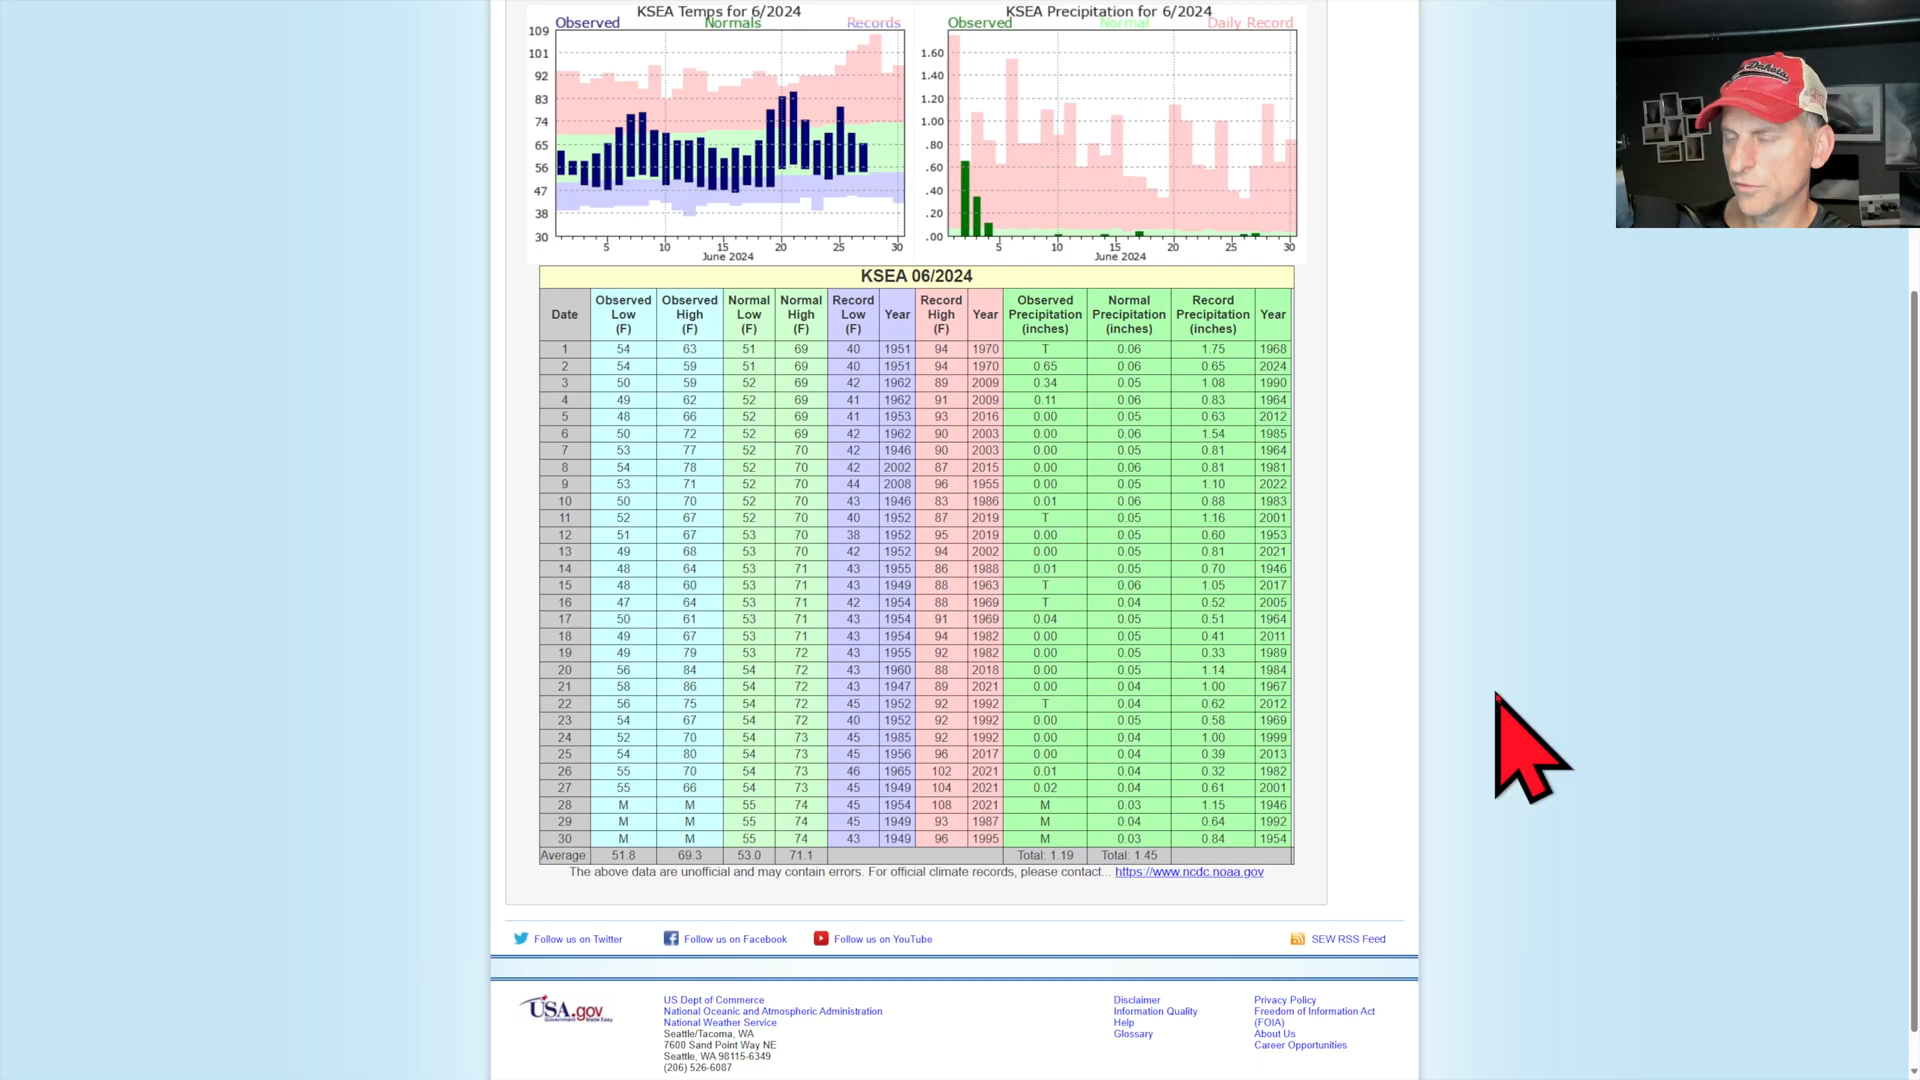 KSEA Temps for 6/2024
Observed Normals Records
109
101
92
83
74
65
56
47
38
30
5 10 15 20 25 30
June 2024
KSEA Precipitation for 6/2024
Observed Normal Daily Record
1.60
1.40
1.20
1.00
.80
.60
.40
.20
.00
5 10 15 20 25 30
June 2024
KSEA 06/2024
Date Observed Low (F) Observed High (F) Normal Low (F) Normal High (F) Record Low (F) Year Record High (F) Year Observed Precipitation (inches) Normal Precipitation (inches) Record Precipitation (inches) Year
1 54 63 51 69 40 1951 94 1970 T 0.06 1.75 1968
2 54 59 51 69 40 1951 94 1970 0.65 0.06 0.65 2024
3 50 59 52 69 42 1962 89 2009 0.34 0.05 1.08 1990
4 49 62 52 69 41 1962 91 2009 0.11 0.06 0.83 1964
5 48 66 52 69 41 1953 93 2016 0.00 0.05 0.63 2012
6 50 72 52 69 42 1962 90 2003 0.00 0.06 1.54 1985
7 53 77 52 70 42 1946 90 2003 0.00 0.05 0.81 1964
8 54 78 52 70 42 2002 87 2015 0.00 0.06 0.81 1981
9 53 71 52 70 44 2008 96 1955 0.00 0.05 1.10 2022
10 50 70 52 70 43 1946 83 1986 0.01 0.06 0.88 1983
11 52 67 52 70 40 1952 87 2019 T 0.05 1.16 2001
12 51 67 53 70 38 1952 95 2019 0.00 0.05 0.60 1953
13 49 68 53 70 42 1952 94 2002 0.00 0.05 0.81 2021
14 48 64 53 71 43 1955 86 1988 0.01 0.05 0.70 1946
15 48 60 53 71 43 1949 88 1963 T 0.06 1.05 2017
16 47 64 53 71 42 1954 88 1969 T 0.04 0.52 2005
17 50 61 53 71 43 1954 91 1969 0.04 0.05 0.51 1964
18 49 67 53 71 43 1954 94 1982 0.00 0.05 0.41 2011
19 49 79 53 72 43 1955 92 1982 0.00 0.05 0.33 1989
20 56 84 54 72 43 1960 88 2018 0.00 0.05 1.14 1984
21 58 86 54 72 43 1947 89 2021 0.00 0.04 1.00 1967
22 56 75 54 72 45 1952 92 1992 T 0.04 0.62 2012
23 54 67 54 72 40 1952 92 1992 0.00 0.05 0.58 1969
24 52 70 54 73 45 1985 92 1992 0.00 0.04 1.00 1999
25 54 80 54 73 45 1956 96 2017 0.00 0.04 0.39 2013
26 55 70 54 73 46 1965 102 2021 0.01 0.04 0.32 1982
27 55 66 54 73 45 1949 104 2021 0.02 0.04 0.61 2001
28 M M 55 74 45 1954 108 2021 M 0.03 1.15 1946
29 M M 55 74 45 1949 93 1987 M 0.04 0.64 1992
30 M M 55 74 43 1949 96 1995 M 0.03 0.84 1954
Average: 51.8 69.3 53.0 71.1 Total: 1.19 Total: 1.45
The above data are unofficial and may contain errors. For official climate records, please contact... https://www.ncdc.noaa.gov
Follow us on Twitter Follow us on Facebook Follow us on YouTube SEW RSS Feed
USA.gov
Government Made Easy
US Dept of Commerce
National Oceanic and Atmospheric Administration
National Weather Service
Seattle/Tacoma, WA
7600 Sand Point Way NE
Seattle, WA 98115-6349
(206) 526-6087
Disclaimer
Information Quality
Help
Glossary
Privacy Policy
Freedom of Information Act
(FOIA)
About Us
Career Opportunities
Dakota